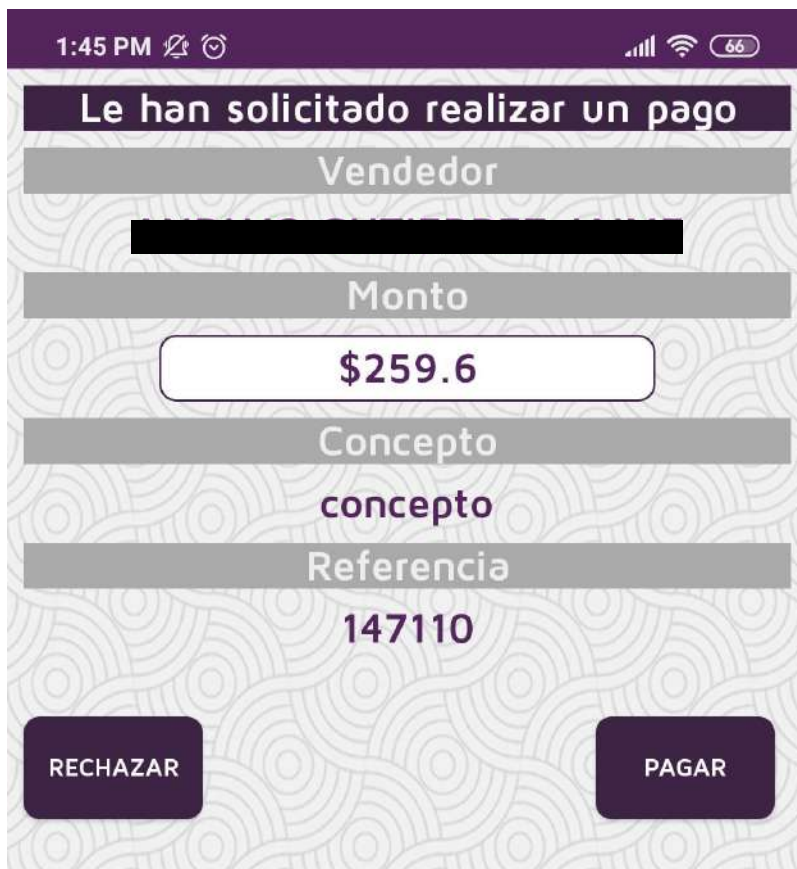 1:45 PM
66
Le han solicitado realizar un pago
Vendedor
Monto
$259.6
Concepto
concepto
Referencia
147110
RECHAZAR
PAGAR